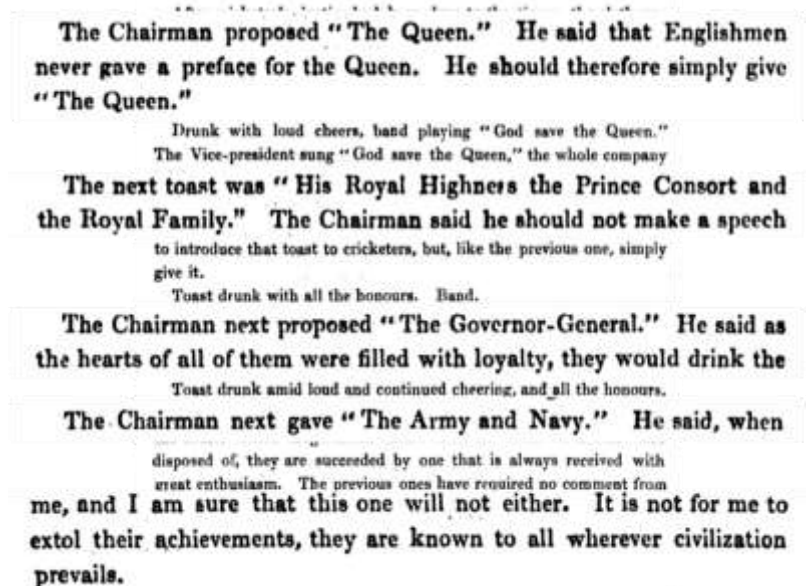 The Chairman proposed “The Queen.” He said that Englishmen
never gave a preface for the Queen. He should therefore simply give
“The Queen.”
Drunk with loud cheers, band playing “God save the Queen.”
The Vice-president sung “God save the Queen,” the whole company
The next toast was “His Royal Highness the Prince Consort and
the Royal Family.” The Chairman said he should not make a speech
to introduce that toast to cricketers, but, like the previous one, simply
give it.
Toast drunk with all the honours. Band.
The Chairman next proposed “The Governor-General.” He said as
the hearts of all of them were filled with loyalty, they would drink the
Toast drunk amid loud and continued cheering, and all the honours.
The Chairman next gave “The Army and Navy.” He said, when
disposed of, they are succeeded by one that is always received with
great enthusiasm. The previous ones have required no comment from
me, and I am sure that this one will not either. It is not for me to
extol their achievements, they are known to all wherever civilization
prevails.